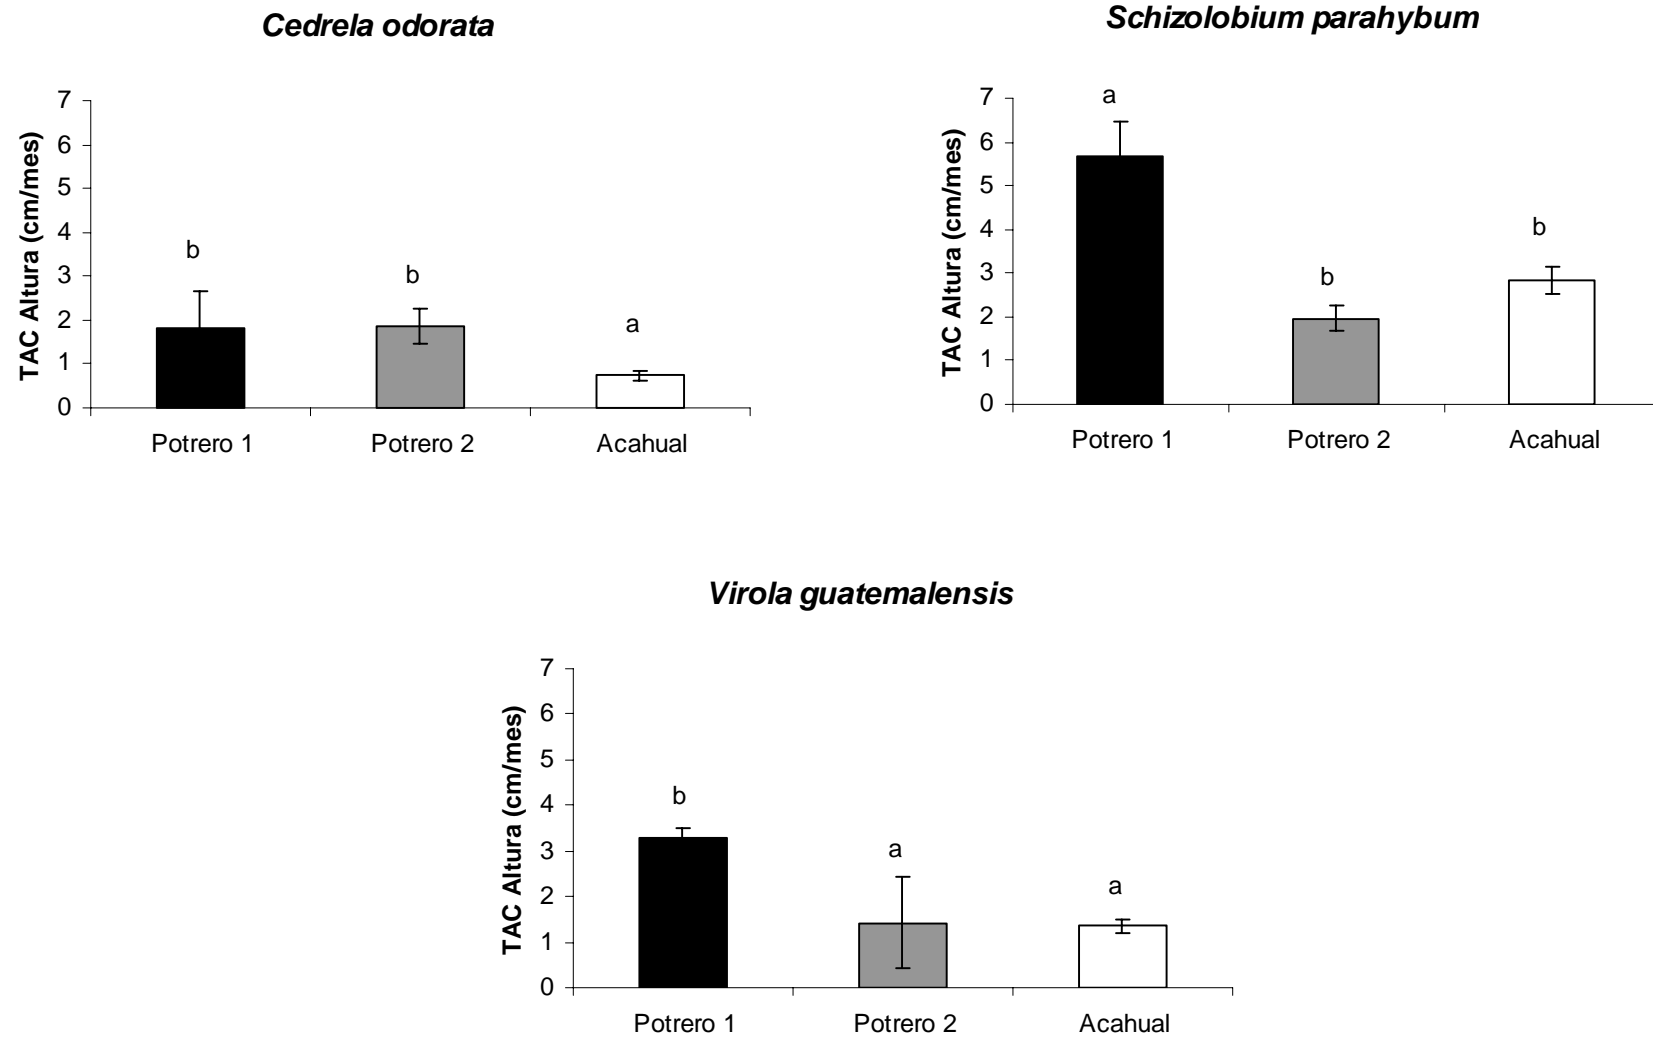 Cedrela odorata
TAC Altura (cm/mes)
7
6
5
4
3
2
1
0
b
b
a
Potrero 1 Potrero 2 Acahual
Schizolobium parahybum
TAC Altura (cm/mes)
7
6
5
4
3
2
1
0
a
b
b
Potrero 1 Potrero 2 Acahual
Virola guatemalensis
TAC Altura (cm/mes)
7
6
5
4
3
2
1
0
b
a
a
Potrero 1 Potrero 2 Acahual